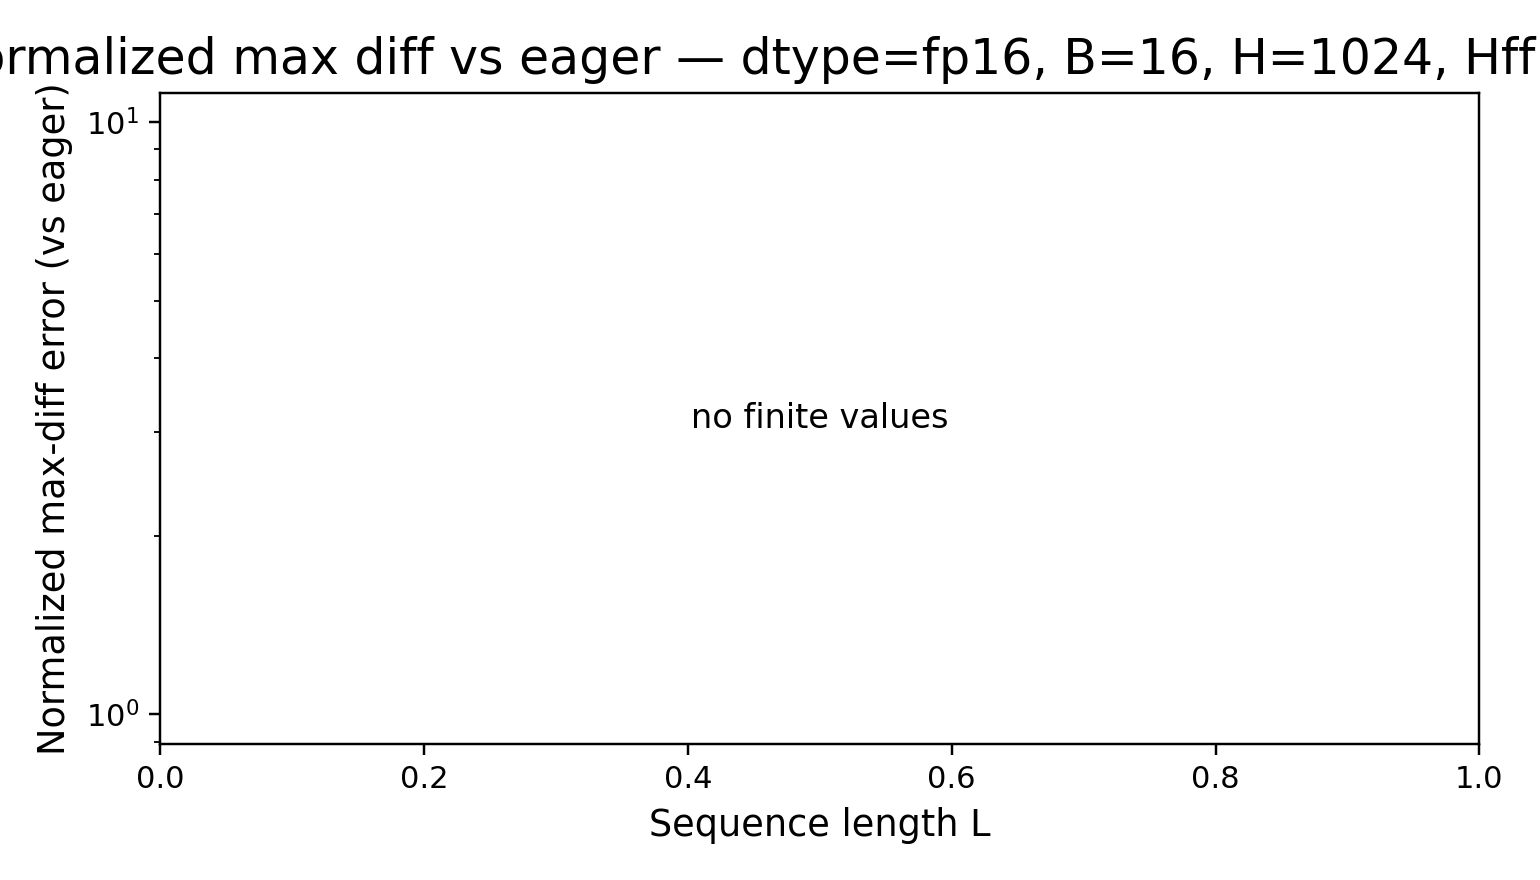 ormalized max diff vs eager — dtype=fp16, B=16, H=1024, Hff
Normalized max-diff error (vs eager)
10¹
10⁰
no finite values
0.0 0.2 0.4 0.6 0.8 1.0
Sequence length L